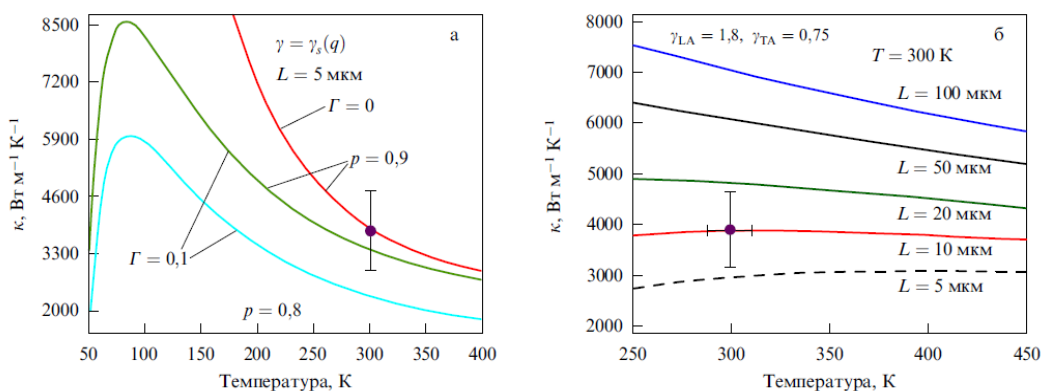 а
γ = γₛ(q)
L = 5 мкм
Γ = 0
p = 0,9
Γ = 0,1
p = 0,8
8500
7200
5900
4600
3300
2000
κ, Вт м⁻¹ К⁻¹
50 100 150 200 250 300 350 400
Температура, К
б
γLA = 1,8, γTA = 0,75
T = 300 К
L = 100 мкм
L = 50 мкм
L = 20 мкм
L = 10 мкм
L = 5 мкм
8000
7000
6000
5000
4000
3000
2000
κ, Вт м⁻¹ К⁻¹
250 300 350 400 450
Температура, К